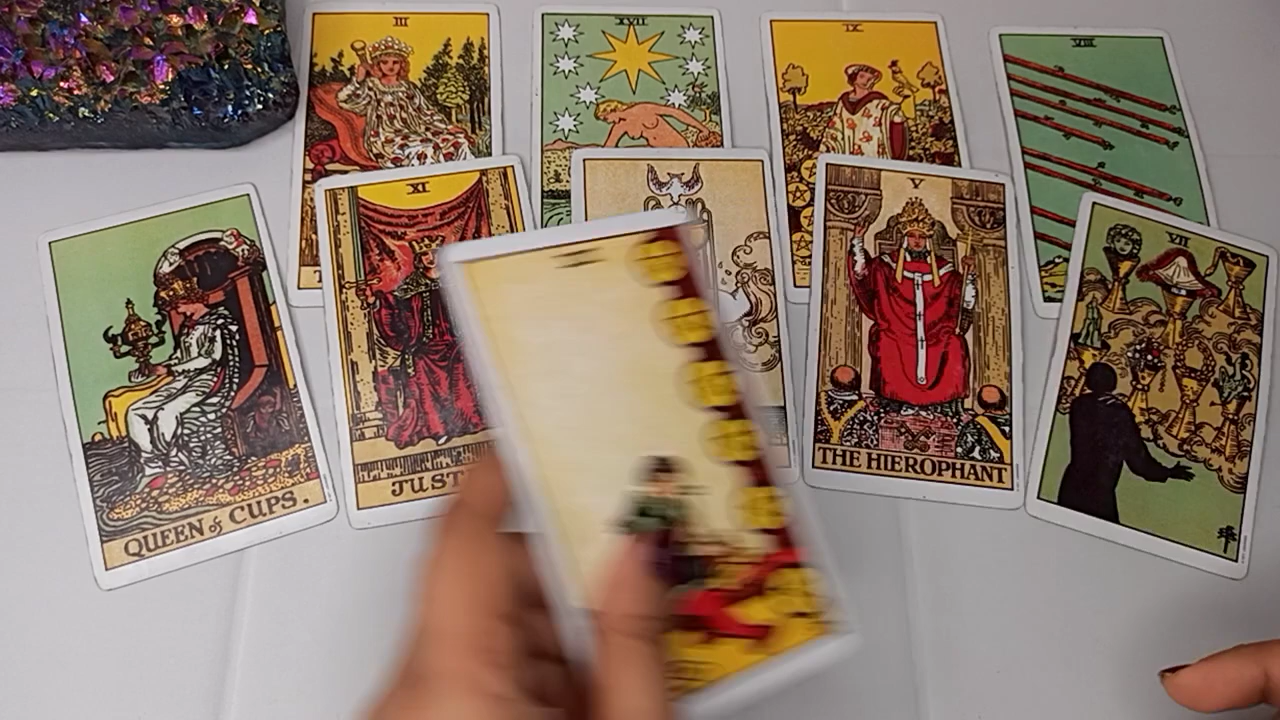 III
XVII
IX
VIII
XI
V
VII
QUEEN of CUPS.
JUST
THE HIEROPHANT